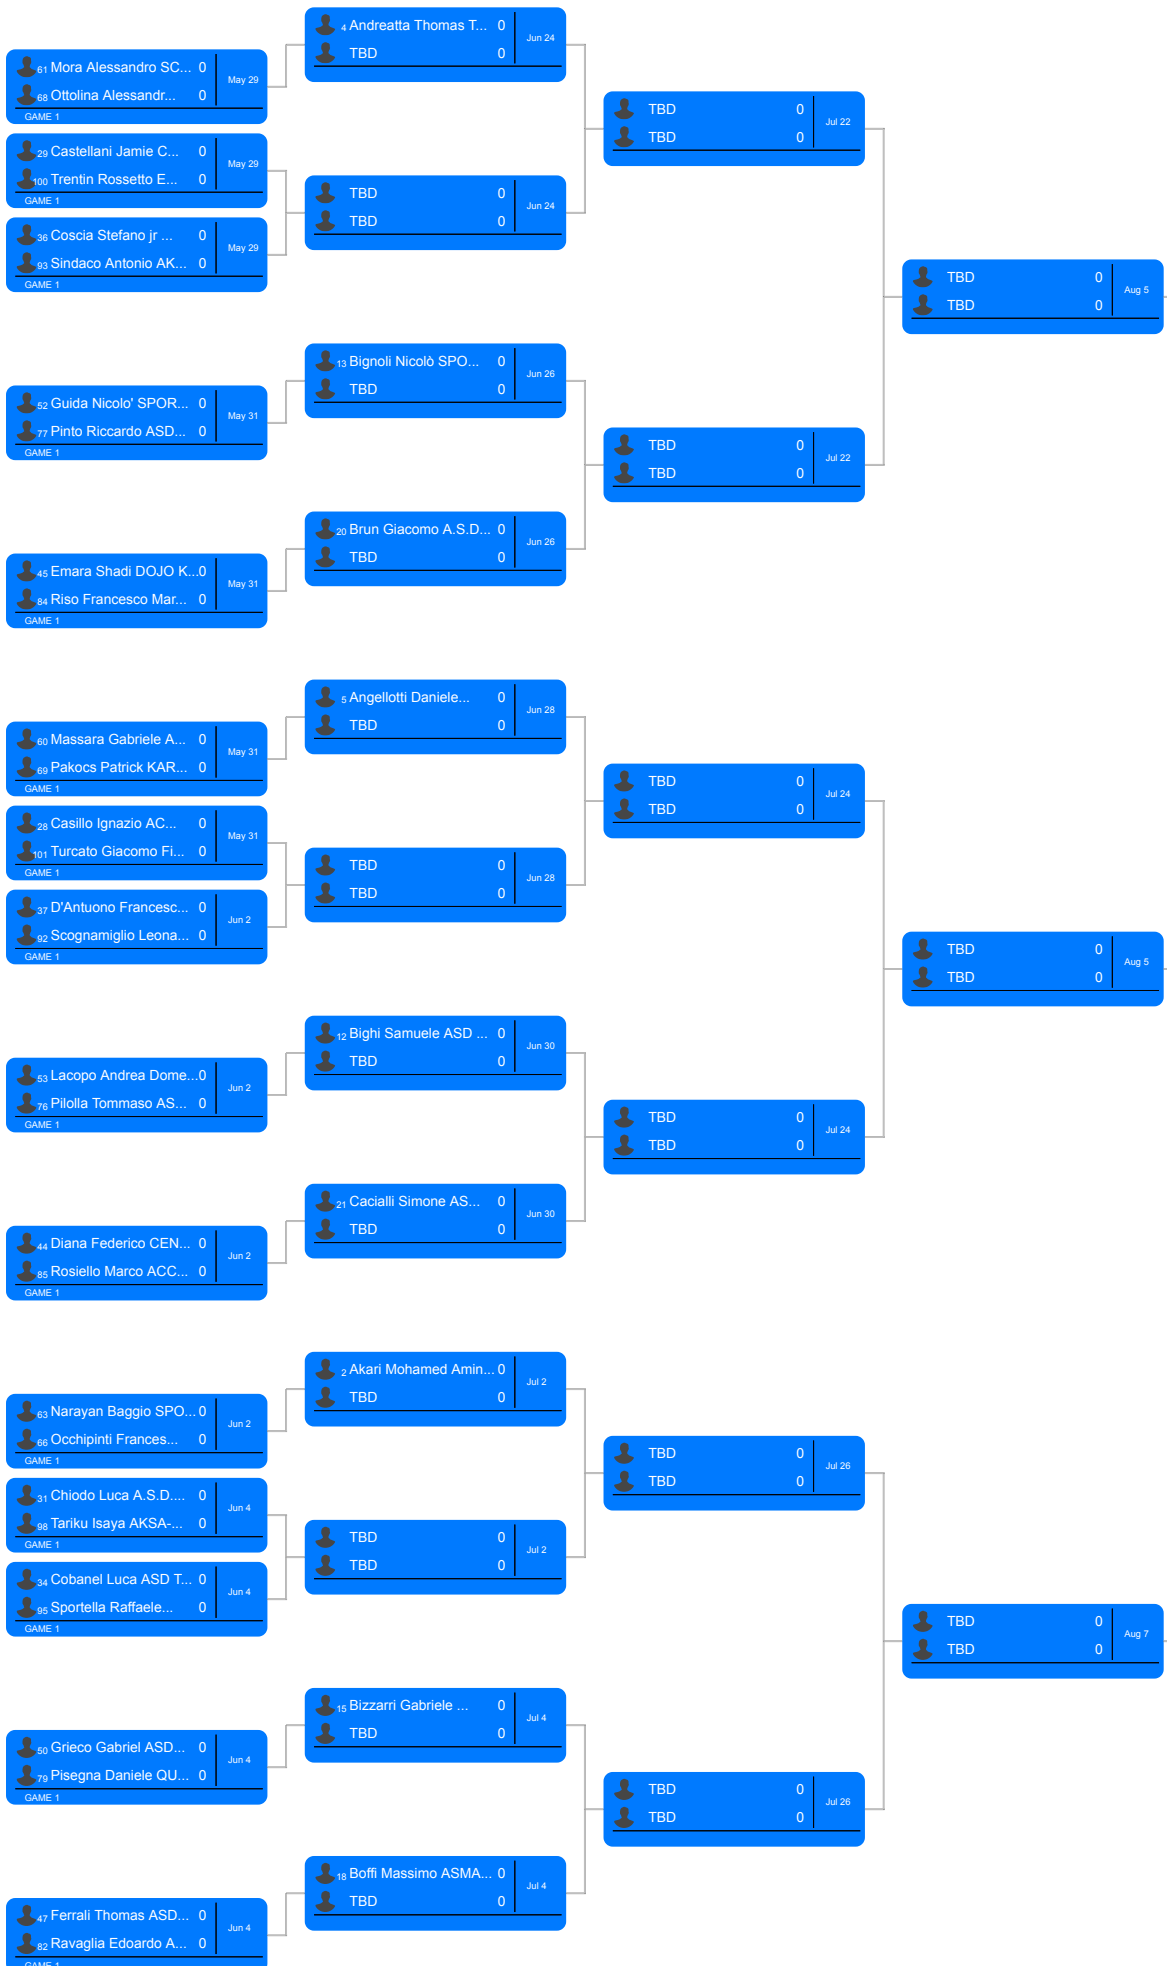 4 Andreatta Thomas T... 0
TBD 0
Jun 24
61 Mora Alessandro SC... 0
68 Ottolina Alessandr... 0
May 29
GAME 1
TBD 0
TBD 0
Jul 22
29 Castellani Jamie C... 0
100 Trentin Rossetto E... 0
May 29
GAME 1
TBD 0
TBD 0
Jun 24
36 Coscia Stefano jr ... 0
93 Sindaco Antonio AK... 0
May 29
GAME 1
TBD 0
TBD 0
Aug 5
13 Bignoli Nicolò SPO... 0
TBD 0
Jun 26
52 Guida Nicolo' SPOR... 0
77 Pinto Riccardo ASD... 0
May 31
GAME 1
TBD 0
TBD 0
Jul 22
20 Brun Giacomo A.S.D... 0
TBD 0
Jun 26
45 Emara Shadi DOJO K... 0
84 Riso Francesco Mar... 0
May 31
GAME 1
5 Angellotti Daniele... 0
TBD 0
Jun 28
60 Massara Gabriele A... 0
69 Pakocs Patrick KAR... 0
May 31
GAME 1
TBD 0
TBD 0
Jul 24
28 Casillo Ignazio AC... 0
101 Turcato Giacomo Fi... 0
May 31
GAME 1
TBD 0
TBD 0
Jun 28
37 D'Antuono Francesc... 0
92 Scognamiglio Leona... 0
Jun 2
GAME 1
TBD 0
TBD 0
Aug 5
12 Bighi Samuele ASD ... 0
TBD 0
Jun 30
53 Lacopo Andrea Dome... 0
76 Pilolla Tommaso AS... 0
Jun 2
GAME 1
TBD 0
TBD 0
Jul 24
21 Cacialli Simone AS... 0
TBD 0
Jun 30
44 Diana Federico CEN... 0
85 Rosiello Marco ACC... 0
Jun 2
GAME 1
2 Akari Mohamed Amin... 0
TBD 0
Jul 2
63 Narayan Baggio SPO... 0
66 Occhipinti Frances... 0
Jun 2
GAME 1
TBD 0
TBD 0
Jul 26
31 Chiodo Luca A.S.D.... 0
98 Tariku Isaya AKSA-... 0
Jun 4
GAME 1
TBD 0
TBD 0
Jul 2
34 Cobanel Luca ASD T... 0
95 Sportella Raffaele... 0
Jun 4
GAME 1
TBD 0
TBD 0
Aug 7
15 Bizzarri Gabriele ... 0
TBD 0
Jul 4
50 Grieco Gabriel ASD... 0
79 Pisegna Daniele QU... 0
Jun 4
GAME 1
TBD 0
TBD 0
Jul 26
18 Boffi Massimo ASMA... 0
TBD 0
Jul 4
47 Ferrali Thomas ASD... 0
82 Ravaglia Edoardo A... 0
Jun 4
GAME 1